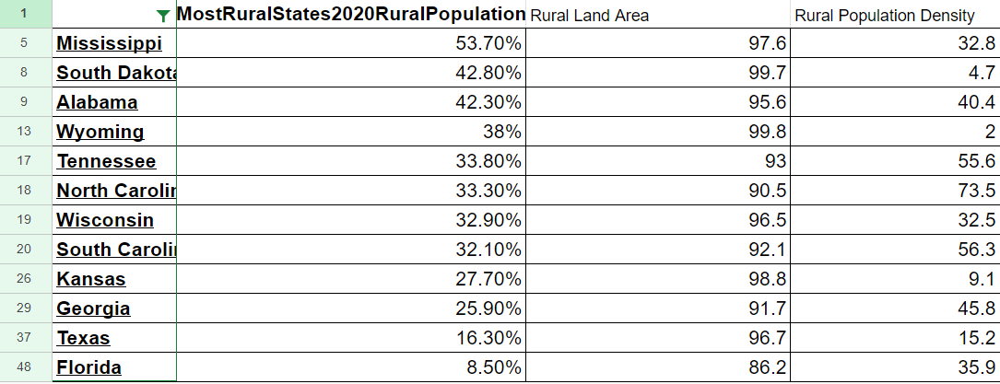 1 MostRuralStates2020RuralPopulation Rural Land Area Rural Population Density
5 Mississippi 53.70% 97.6 32.8
8 South Dakota 42.80% 99.7 4.7
9 Alabama 42.30% 95.6 40.4
13 Wyoming 38% 99.8 2
17 Tennessee 33.80% 93 55.6
18 North Carolin 33.30% 90.5 73.5
19 Wisconsin 32.90% 96.5 32.5
20 South Carolin 32.10% 92.1 56.3
26 Kansas 27.70% 98.8 9.1
29 Georgia 25.90% 91.7 45.8
37 Texas 16.30% 96.7 15.2
48 Florida 8.50% 86.2 35.9